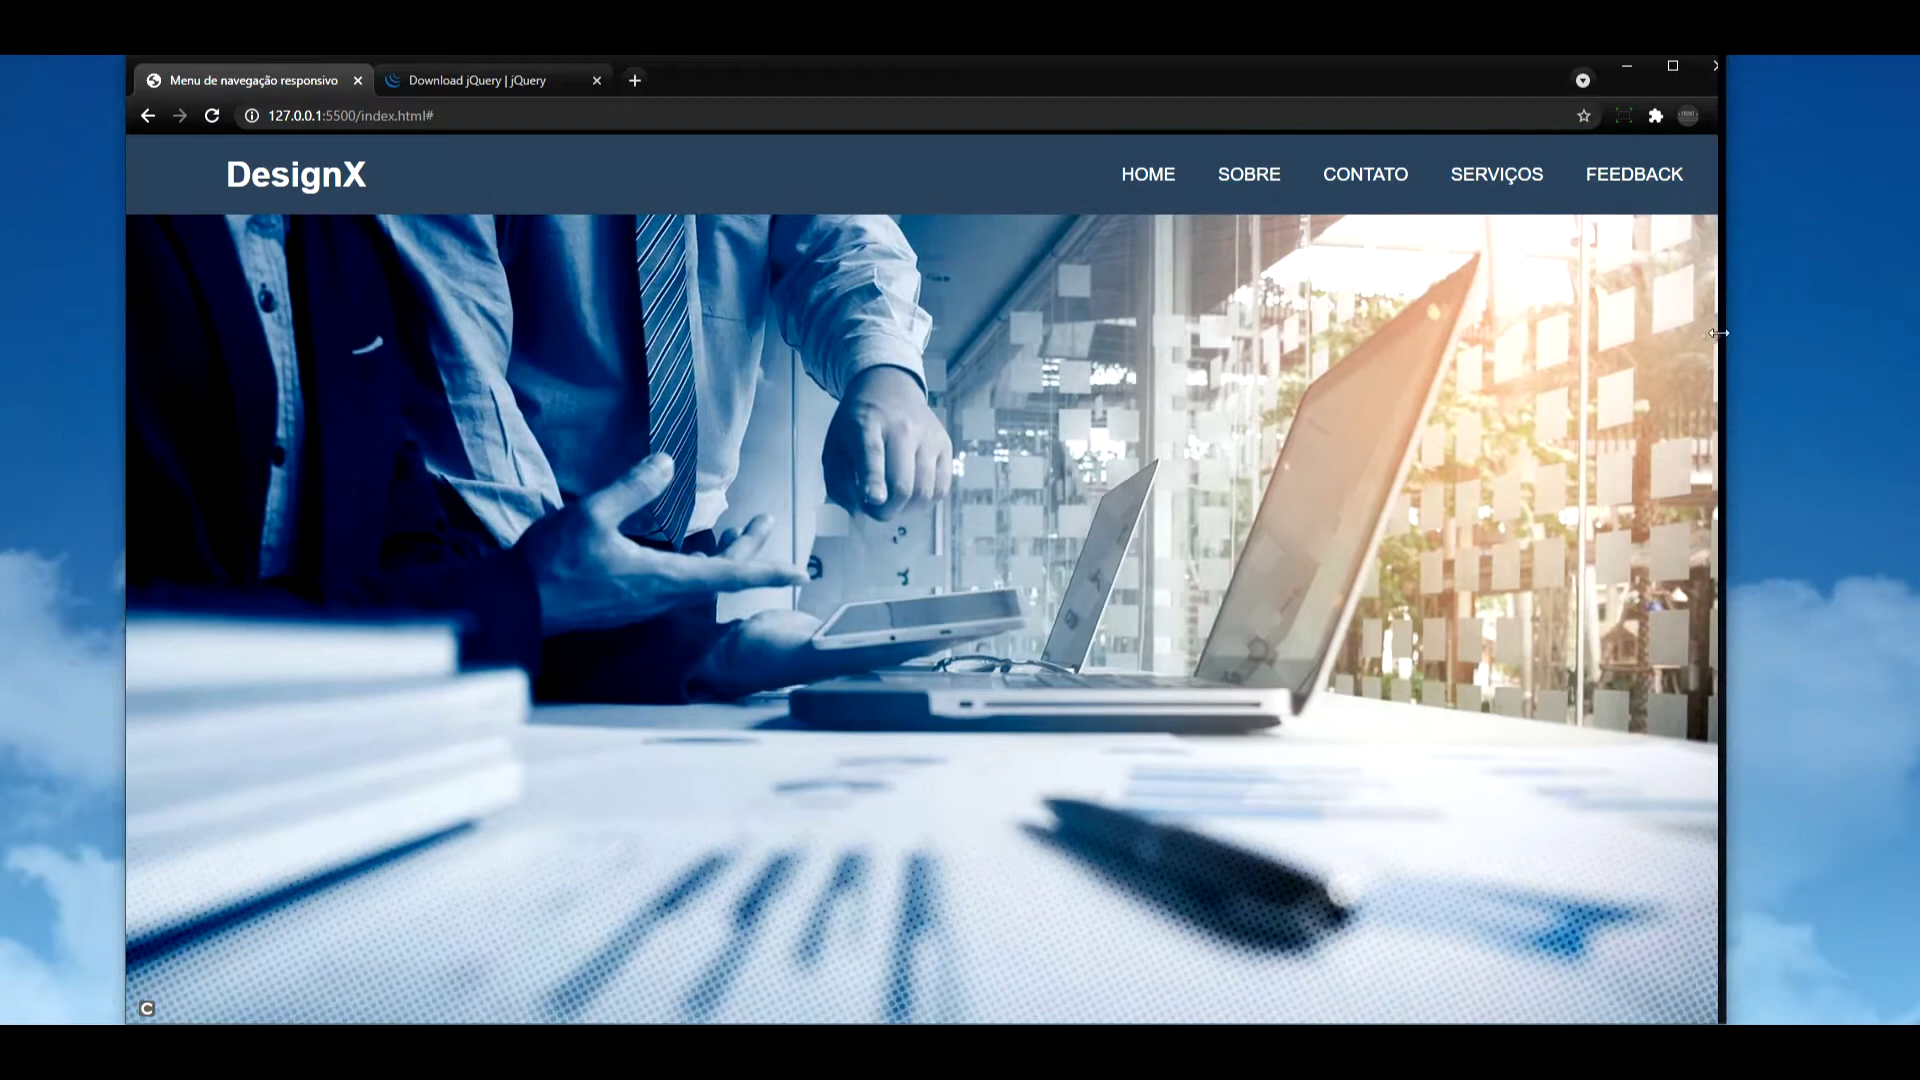 Menu de navegação responsivo
Download jQuery | jQuery
127.0.0.1:5500/index.html#
DesignX
HOME
SOBRE
CONTATO
SERVIÇOS
FEEDBACK
C